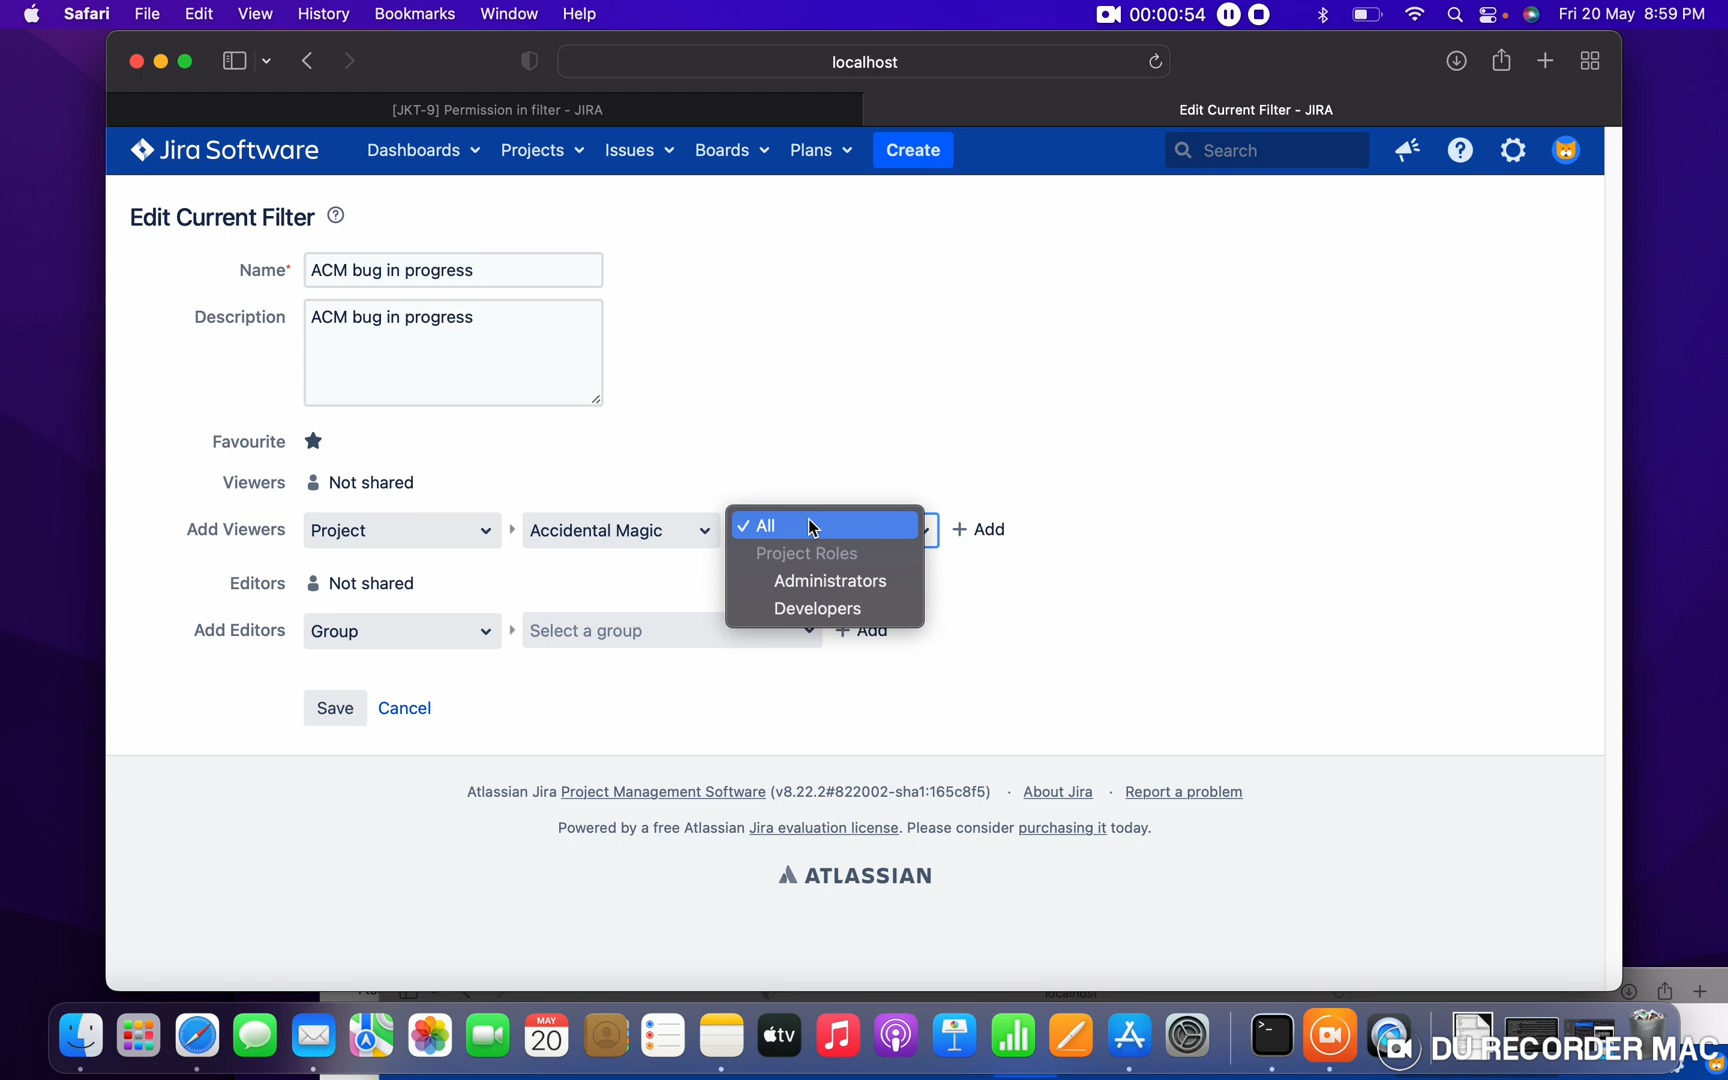 Safari File Edit View History Bookmarks Window Help 00:00:54 Fri 20 May 8:59 PM
localhost
[JKT-9] Permission in filter - JIRA Edit Current Filter - JIRA
Jira Software Dashboards Projects Issues Boards Plans Create Search
Edit Current Filter
Name* ACM bug in progress
Description ACM bug in progress
Favourite
Viewers Not shared
Add Viewers Project Accidental Magic All + Add
Project Roles
Administrators
Developers
Editors Not shared
Add Editors Group Select a group + Add
Save Cancel
Atlassian Jira Project Management Software (v8.22.2#822002-sha1:165c8f5) · About Jira · Report a problem
Powered by a free Atlassian Jira evaluation license. Please consider purchasing it today.
ATLASSIAN
localhost
MAY
20
tv
DU RECORDER MAC